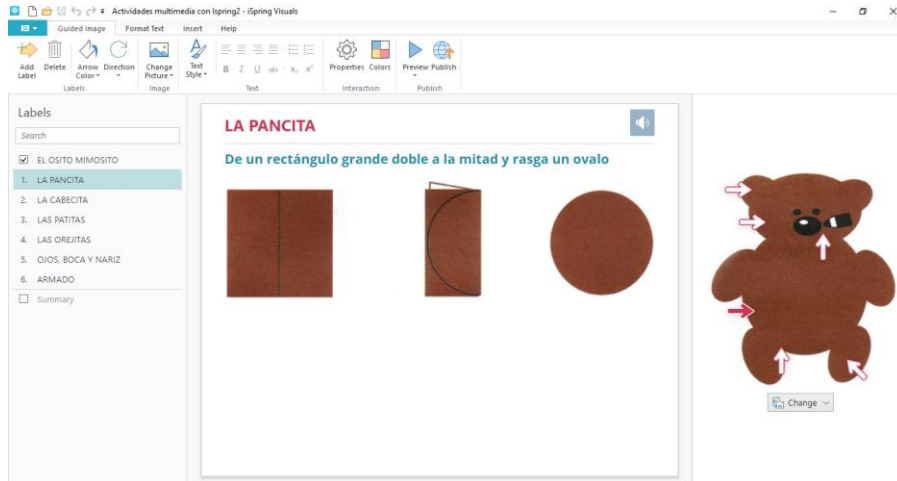 Actividades multimedia con Ispring2 - iSpring Visuals
Guided Image Format Text Insert Help
Add Label
Delete
Arrow Color
Direction
Change Picture
Text Style
B I U abc X₂ X²
Properties Colors
Preview Publish
Labels Image Text Interaction Publish
Labels
Search
EL OSITO MIMOSITO
1. LA PANCITA
2. LA CABECITA
3. LAS PATITAS
4. LAS OREJITAS
5. OJOS, BOCA Y NARIZ
6. ARMADO
Summary
LA PANCITA
De un rectángulo grande doble a la mitad y rasga un ovalo
Change